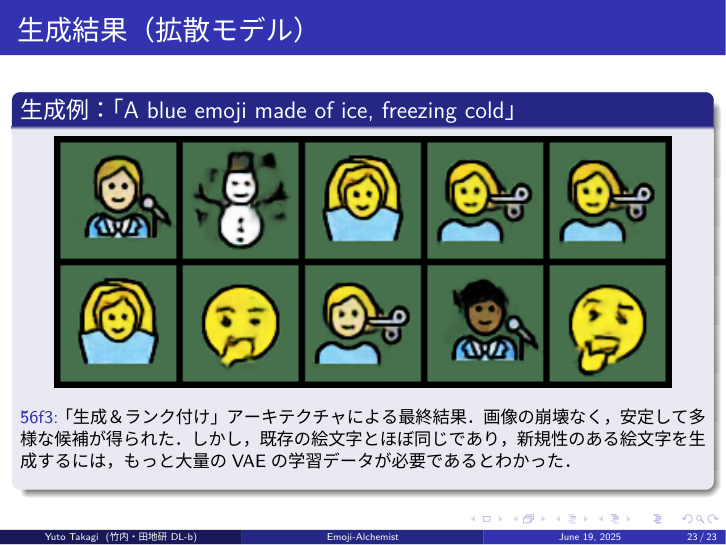 生成結果（拡散モデル）
生成例：「A blue emoji made of ice, freezing cold」
56f3:「生成＆ランク付け」アーキテクチャによる最終結果．画像の崩壊なく，安定して多
様な候補が得られた．しかし，既存の絵文字とほぼ同じであり，新規性のある絵文字を生
成するには，もっと大量の VAE の学習データが必要であるとわかった．
Yuto Takagi (竹内・田地研 DL-b) Emoji-Alchemist June 19, 2025 23 / 23